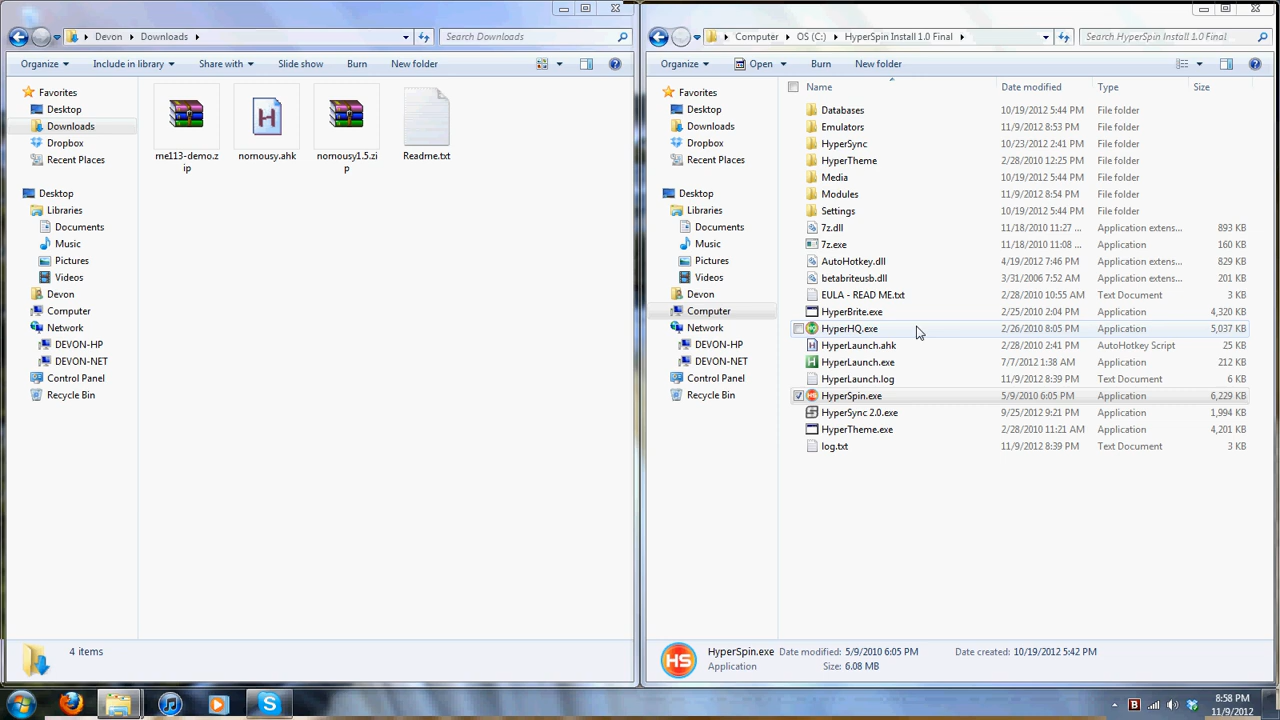 Devon Downloads
Search Downloads
Organize Include in library Share with Slide show Burn New folder
Favorites
Desktop
Downloads
Dropbox
Recent Places
Desktop
Libraries
Documents
Music
Pictures
Videos
Devon
Computer
Network
DEVON-HP
DEVON-NET
Control Panel
Recycle Bin
me113-demo.z
ip
nomousy.ahk
nomousy1.5.zi
p
Readme.txt
4 items
Computer OS (C:) HyperSpin Install 1.0 Final
Search HyperSpin Install 1.0 Final
Organize Open Burn New folder
Favorites
Desktop
Downloads
Dropbox
Recent Places
Desktop
Libraries
Documents
Music
Pictures
Videos
Devon
Computer
Network
DEVON-HP
DEVON-NET
Control Panel
Recycle Bin
Name Date modified Type Size
Databases 10/19/2012 5:44 PM File folder
Emulators 11/9/2012 8:53 PM File folder
HyperSync 10/23/2012 2:41 PM File folder
HyperTheme 2/28/2010 12:25 PM File folder
Media 10/19/2012 5:44 PM File folder
Modules 11/9/2012 8:54 PM File folder
Settings 10/19/2012 5:44 PM File folder
7z.dll 11/18/2010 11:27 ... Application extens... 893 KB
7z.exe 11/18/2010 11:08 ... Application 160 KB
AutoHotkey.dll 4/19/2012 7:46 PM Application extens... 829 KB
betabriteusb.dll 3/31/2006 7:52 AM Application extens... 201 KB
EULA - READ ME.txt 2/28/2010 10:55 AM Text Document 3 KB
HyperBrite.exe 2/25/2010 2:04 PM Application 4,320 KB
HyperHQ.exe 2/26/2010 8:05 PM Application 5,037 KB
HyperLaunch.ahk 2/28/2010 2:41 PM AutoHotkey Script 25 KB
HyperLaunch.exe 7/7/2012 1:38 AM Application 212 KB
HyperLaunch.log 11/9/2012 8:39 PM Text Document 6 KB
HyperSpin.exe 5/9/2010 6:05 PM Application 6,229 KB
HyperSync 2.0.exe 9/25/2012 9:21 PM Application 1,994 KB
HyperTheme.exe 2/28/2010 11:21 AM Application 4,201 KB
log.txt 11/9/2012 8:39 PM Text Document 3 KB
HS
HyperSpin.exe Date modified: 5/9/2010 6:05 PM Date created: 10/19/2012 5:42 PM
Application Size: 6.08 MB
8:58 PM
11/9/2012